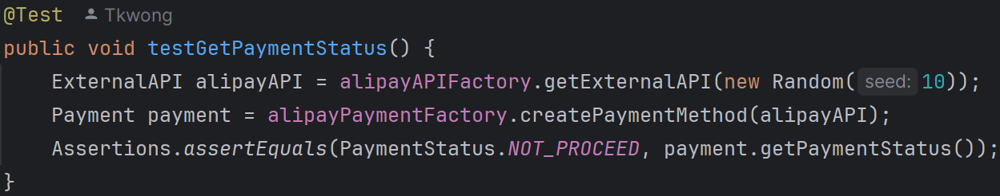 @Test Tkwong
public void testGetPaymentStatus() {
    ExternalAPI alipayAPI = alipayAPIFactory.getExternalAPI(new Random( seed: 10));
    Payment payment = alipayPaymentFactory.createPaymentMethod(alipayAPI);
    Assertions.assertEquals(PaymentStatus.NOT_PROCEED, payment.getPaymentStatus());
}